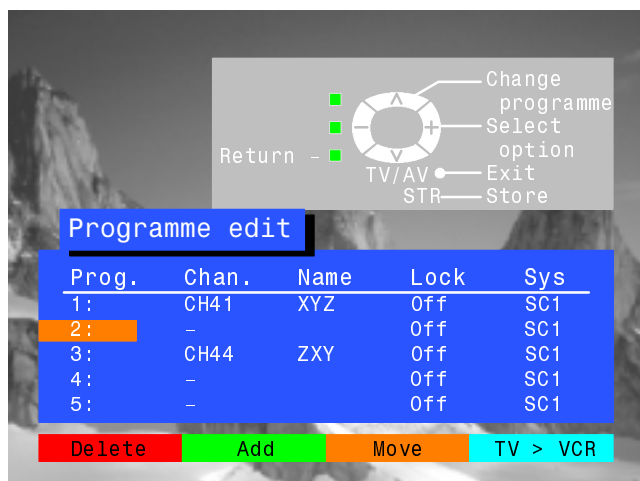 Change
programme
Select
option
Return –
TV/AV Exit
STR Store
Programme edit
Prog. Chan. Name Lock Sys
1: CH41 XYZ Off SC1
2: – Off SC1
3: CH44 ZXY Off SC1
4: – Off SC1
5: – Off SC1
Delete Add Move TV > VCR